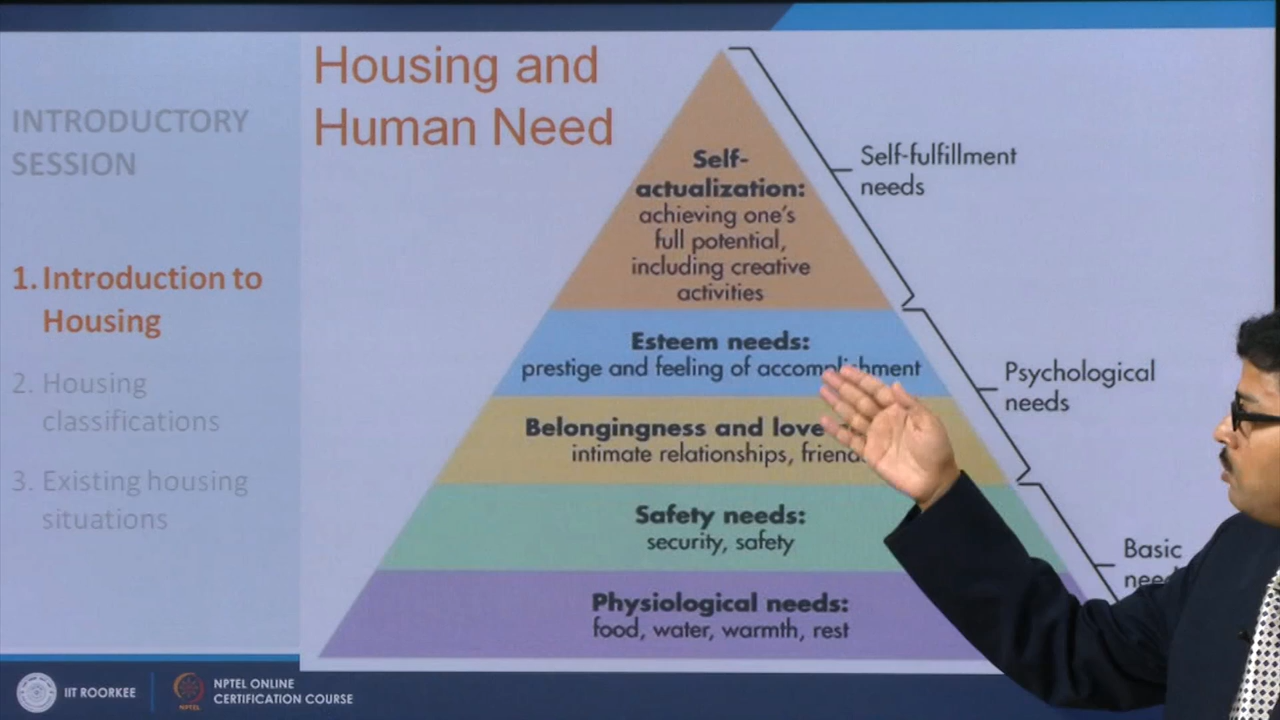 Housing and
Human Need
INTRODUCTORY
SESSION
1. Introduction to
Housing
2. Housing
classifications
3. Existing housing
situations
Self-
actualization:
achieving one's
full potential,
including creative
activities
Self-fulfillment
needs
Esteem needs:
prestige and feeling of accomplishment
Psychological
needs
Belongingness and love
intimate relationships,
Safety needs:
security, safety
Basic
Physiological needs:
food, water, warmth, rest
IIT ROORKEE
NPTEL ONLINE
CERTIFICATION COURSE
NPTEL